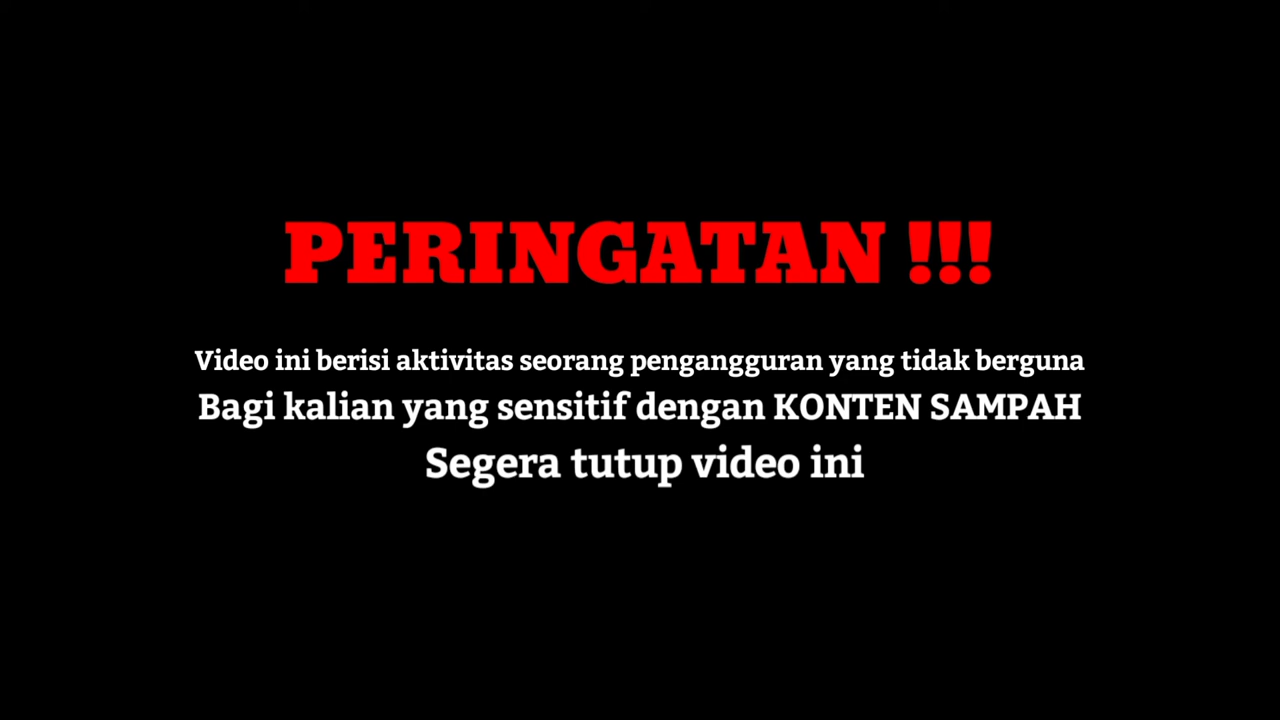 PERINGATAN !!!
Video ini berisi aktivitas seorang pengangguran yang tidak berguna
Bagi kalian yang sensitif dengan KONTEN SAMPAH
Segera tutup video ini